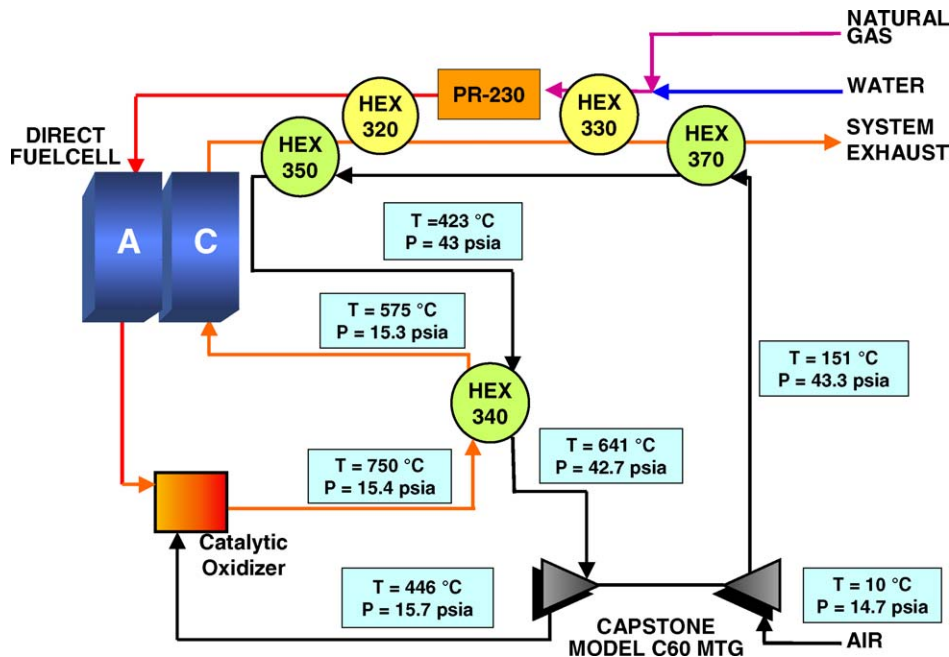 NATURAL
GAS
WATER
SYSTEM
EXHAUST
HEX
320
PR-230
HEX
330
HEX
350
HEX
370
DIRECT
FUELCELL
A
C
T =423 °C
P = 43 psia
T = 575 °C
P = 15.3 psia
T = 151 °C
P = 43.3 psia
HEX
340
T = 641 °C
P = 42.7 psia
T = 750 °C
P = 15.4 psia
Catalytic
Oxidizer
T = 446 °C
P = 15.7 psia
T = 10 °C
P = 14.7 psia
CAPSTONE
MODEL C60 MTG
AIR